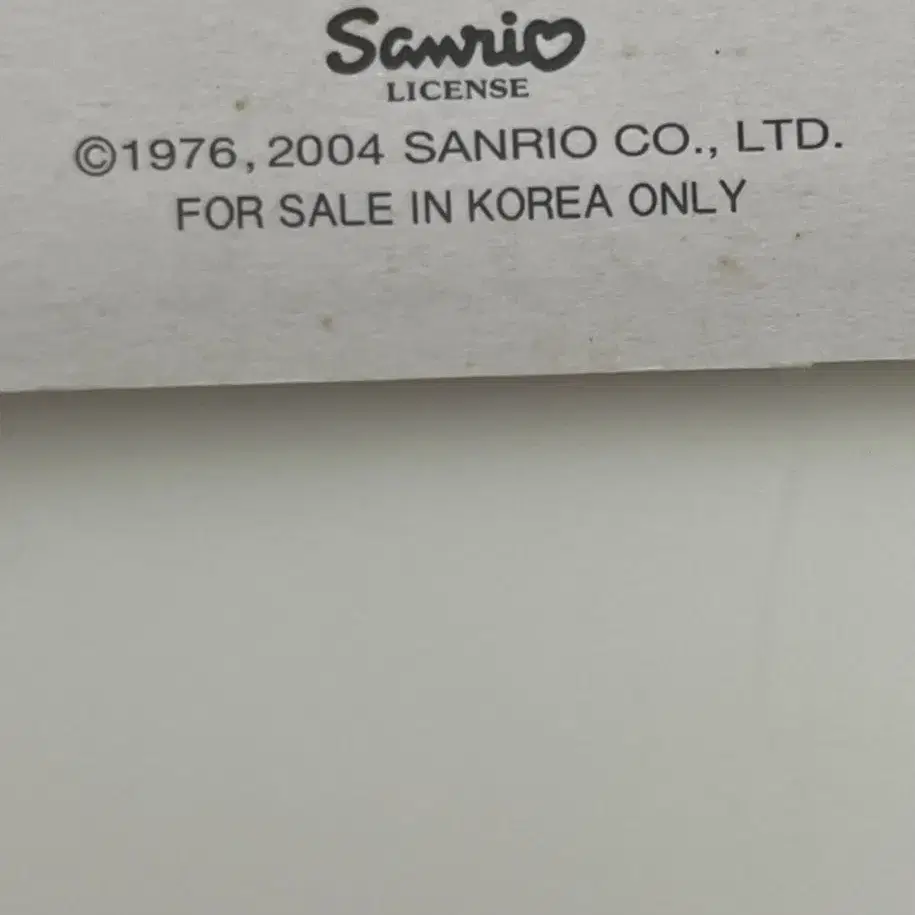 Sanrio
LICENSE
©1976, 2004 SANRIO CO., LTD.
FOR SALE IN KOREA ONLY